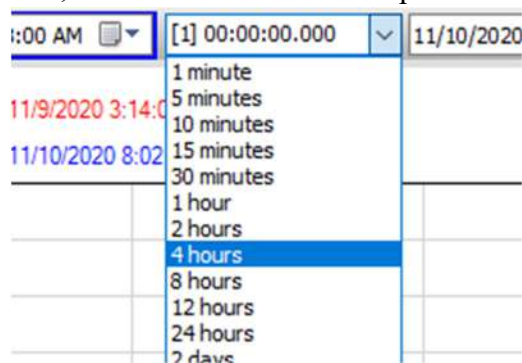 :00 AM [1] 00:00:00.000 11/10/2020
1 minute
5 minutes
11/9/2020 3:14:0
10 minutes
11/10/2020 8:02
15 minutes
30 minutes
1 hour
2 hours
4 hours
8 hours
12 hours
24 hours
2 days